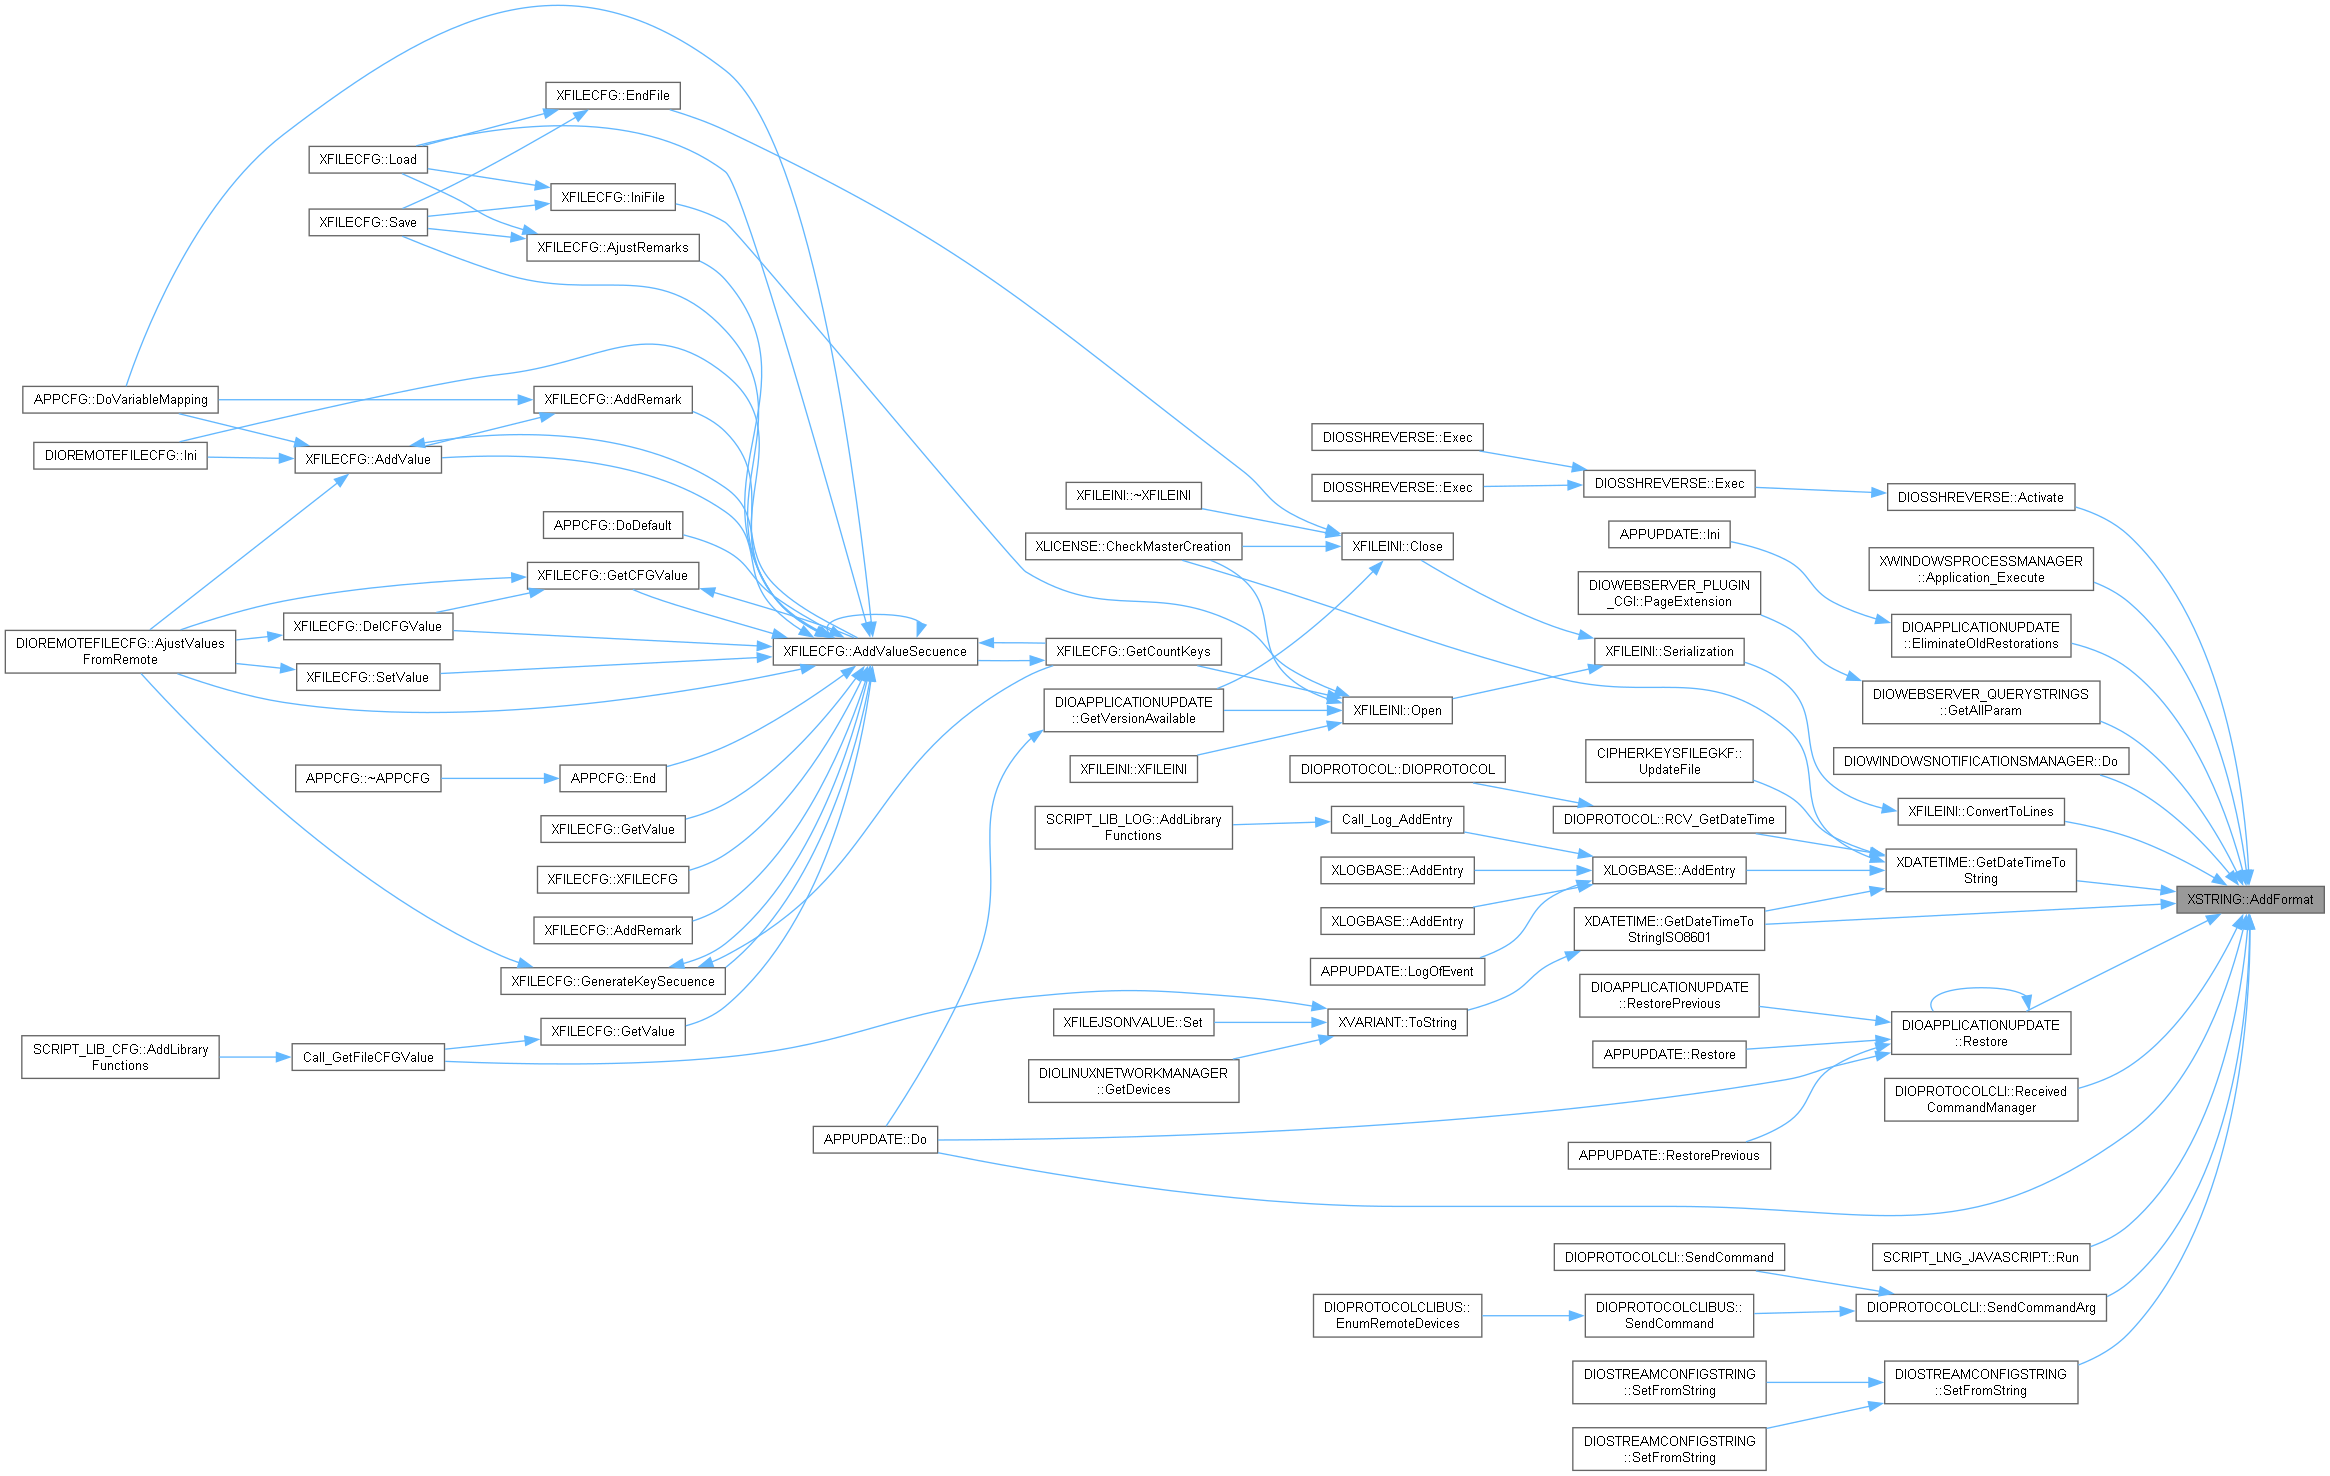 XFILECFG::EndFile
XFILECFG::Load
XFILECFG::IniFile
XFILECFG::Save
XFILECFG::AjustRemarks
APPCFG::DoVariableMapping
XFILECFG::AddRemark
DIOREMOTEFILECFG::Ini
XFILECFG::AddValue
APPCFG::DoDefault
XFILECFG::GetCFGValue
XFILECFG::DelCFGValue
DIOREMOTEFILECFG::AjustValues
FromRemote
XFILECFG::SetValue
XFILECFG::AddValueSecuence
APPCFG::~APPCFG
APPCFG::End
XFILECFG::GetValue
XFILECFG::XFILECFG
XFILECFG::AddRemark
XFILECFG::GenerateKeySecuence
XFILECFG::GetValue
SCRIPT_LIB_CFG::AddLibrary
Functions
Call_GetFileCFGValue
XFILEINI::~XFILEINI
XLICENSE::CheckMasterCreation
XFILECFG::GetCountKeys
DIOAPPLICATIONUPDATE
::GetVersionAvailable
XFILEINI::XFILEINI
SCRIPT_LIB_LOG::AddLibrary
Functions
XFILEJSONVALUE::Set
DIOLINUXNETWORKMANAGER
::GetDevices
APPUPDATE::Do
DIOSSHREVERSE::Exec
DIOSSHREVERSE::Exec
XFILEINI::Close
XFILEINI::Open
DIOPROTOCOL::DIOPROTOCOL
Call_Log_AddEntry
XLOGBASE::AddEntry
XLOGBASE::AddEntry
APPUPDATE::LogOfEvent
XVARIANT::ToString
DIOPROTOCOLCLIBUS::
EnumRemoteDevices
DIOSSHREVERSE::Exec
APPUPDATE::Ini
DIOWEBSERVER_PLUGIN
_CGI::PageExtension
XFILEINI::Serialization
CIPHERKEYSFILEGKF::
UpdateFile
DIOPROTOCOL::RCV_GetDateTime
XLOGBASE::AddEntry
XDATETIME::GetDateTimeTo
StringISO8601
DIOAPPLICATIONUPDATE
::RestorePrevious
APPUPDATE::Restore
APPUPDATE::RestorePrevious
DIOPROTOCOLCLI::SendCommand
DIOPROTOCOLCLIBUS::
SendCommand
DIOSTREAMCONFIGSTRING
::SetFromString
DIOSTREAMCONFIGSTRING
::SetFromString
DIOSSHREVERSE::Activate
XWINDOWSPROCESSMANAGER
::Application_Execute
DIOAPPLICATIONUPDATE
::EliminateOldRestorations
DIOWEBSERVER_QUERYSTRINGS
::GetAllParam
DIOWINDOWSNOTIFICATIONSMANAGER::Do
XFILEINI::ConvertToLines
XDATETIME::GetDateTimeTo
String
DIOAPPLICATIONUPDATE
::Restore
DIOPROTOCOLCLI::Received
CommandManager
SCRIPT_LNG_JAVASCRIPT::Run
DIOPROTOCOLCLI::SendCommandArg
DIOSTREAMCONFIGSTRING
::SetFromString
XSTRING::AddFormat